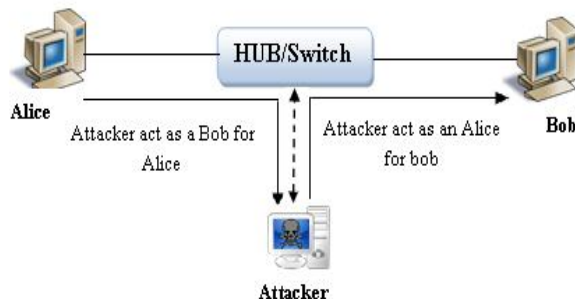 HUB/Switch
Alice
Bob
Attacker act as a Bob for
Alice
Attacker act as an Alice
for bob
Attacker